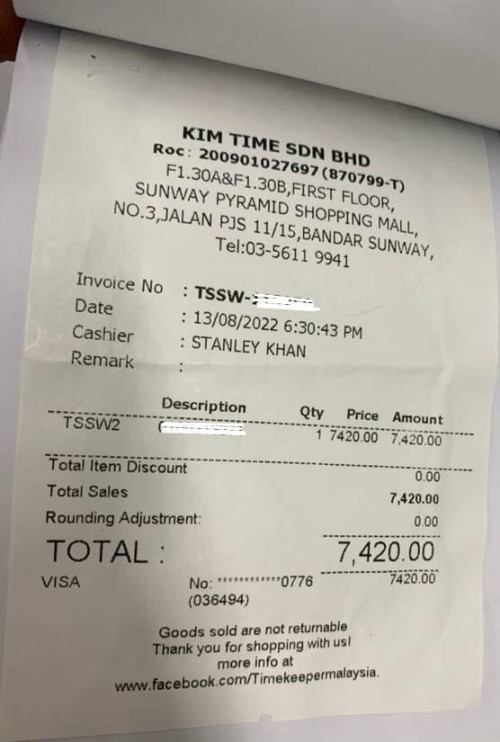 KIM TIME SDN BHD
Roc: 200901027697 (870799-T)
F1.30A&F1.30B,FIRST FLOOR,
SUNWAY PYRAMID SHOPPING MALL,
NO.3,JALAN PJS 11/15,BANDAR SUNWAY,
Tel:03-5611 9941
Invoice No : TSSW-
Date : 13/08/2022 6:30:43 PM
Cashier : STANLEY KHAN
Remark :
Description Qty Price Amount
TSSW2 1 7420.00 7,420.00
Total Item Discount 0.00
Total Sales 7,420.00
Rounding Adjustment: 0.00
TOTAL : 7,420.00
VISA No: ************0776 7420.00
(036494)
Goods sold are not returnable
Thank you for shopping with us!
more info at
www.facebook.com/Timekeepermalaysia.